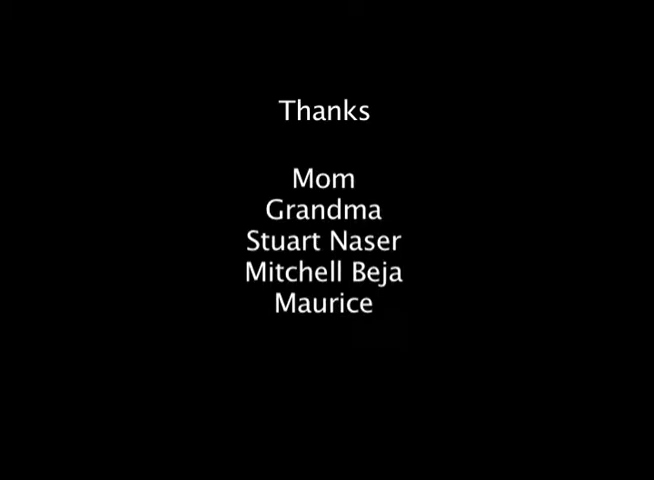 Thanks
Mom
Grandma
Stuart Naser
Mitchell Beja
Maurice